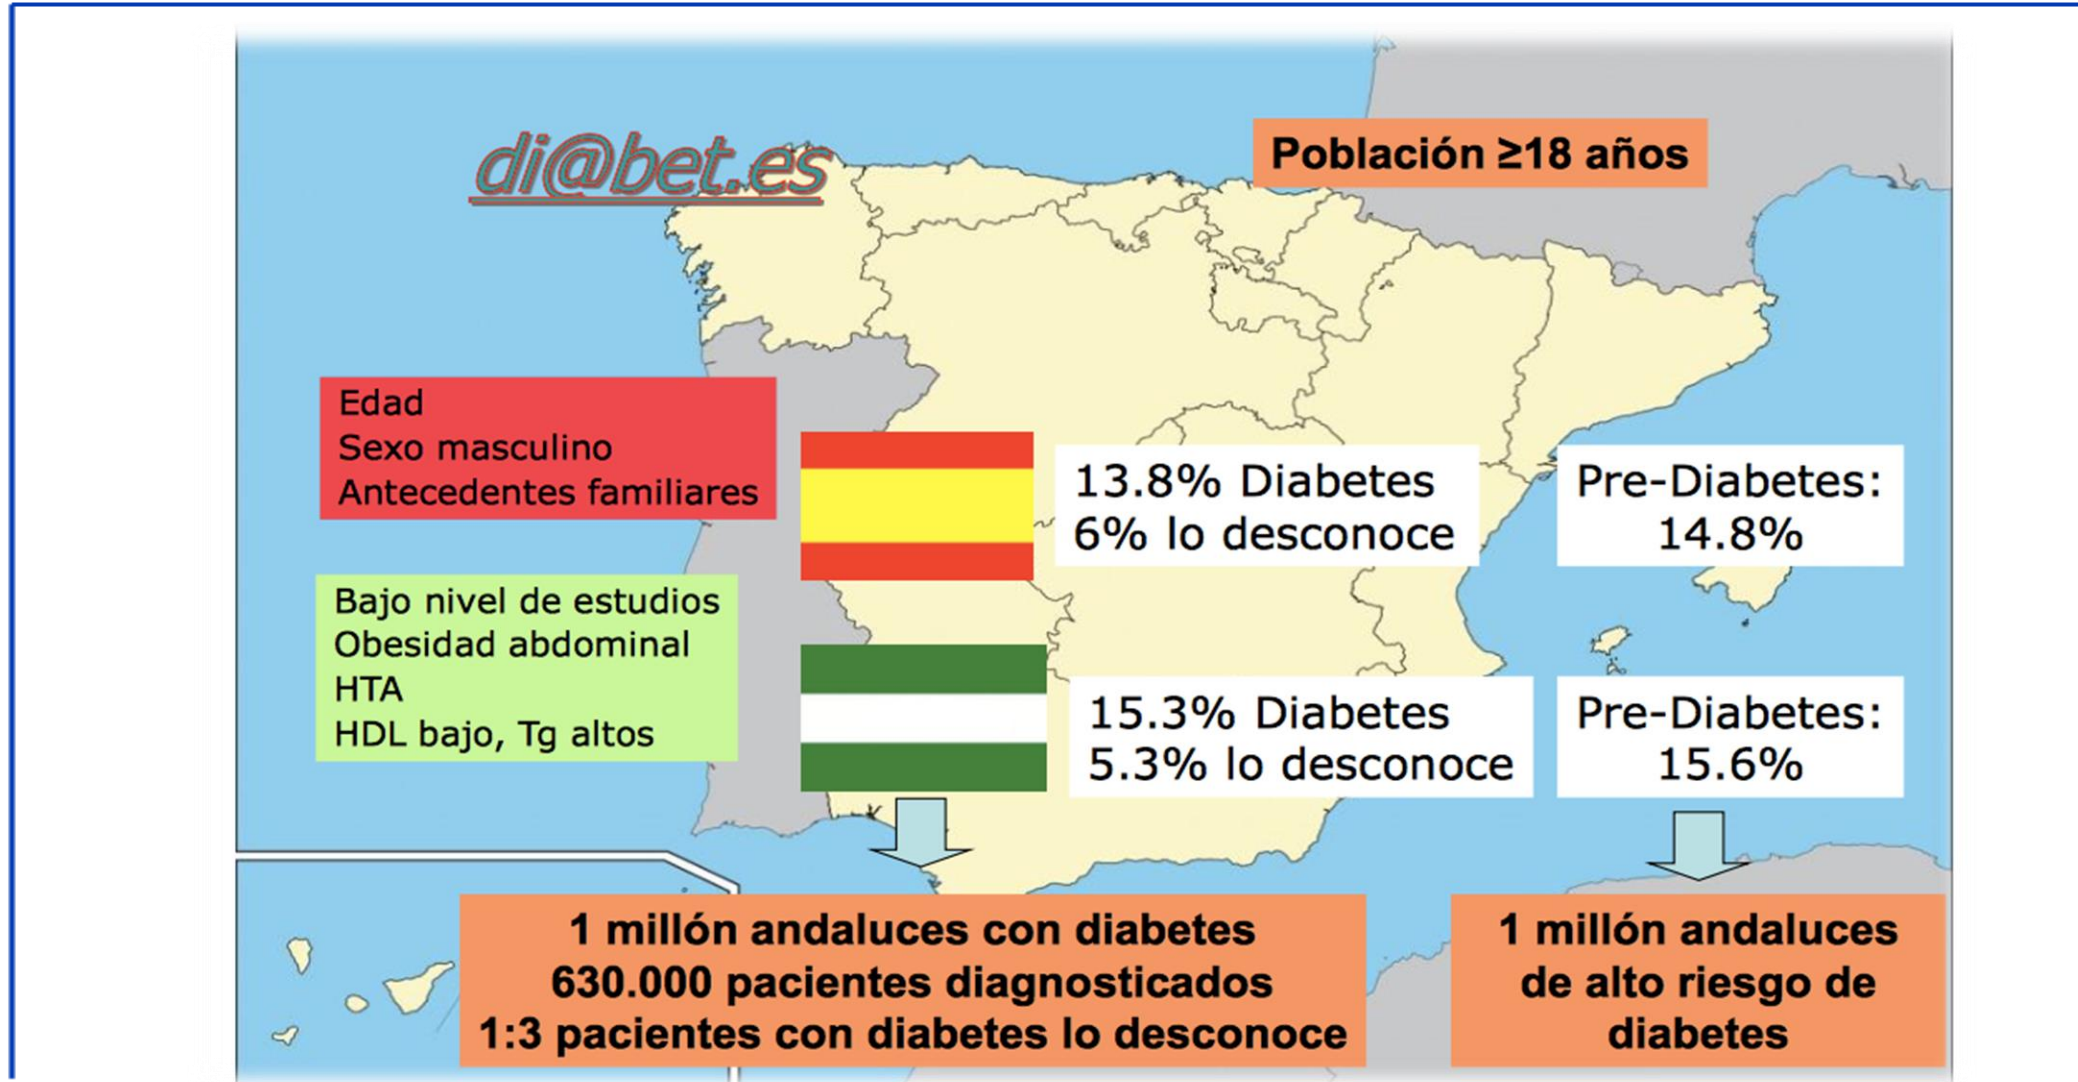 di@bet.es
Población ≥18 años
Edad
Sexo masculino
Antecedentes familiares
13.8% Diabetes
6% lo desconoce
Pre-Diabetes:
14.8%
Bajo nivel de estudios
Obesidad abdominal
HTA
HDL bajo, Tg altos
15.3% Diabetes
5.3% lo desconoce
Pre-Diabetes:
15.6%
1 millón andaluces con diabetes
630.000 pacientes diagnosticados
1:3 pacientes con diabetes lo desconoce
1 millón andaluces
de alto riesgo de
diabetes